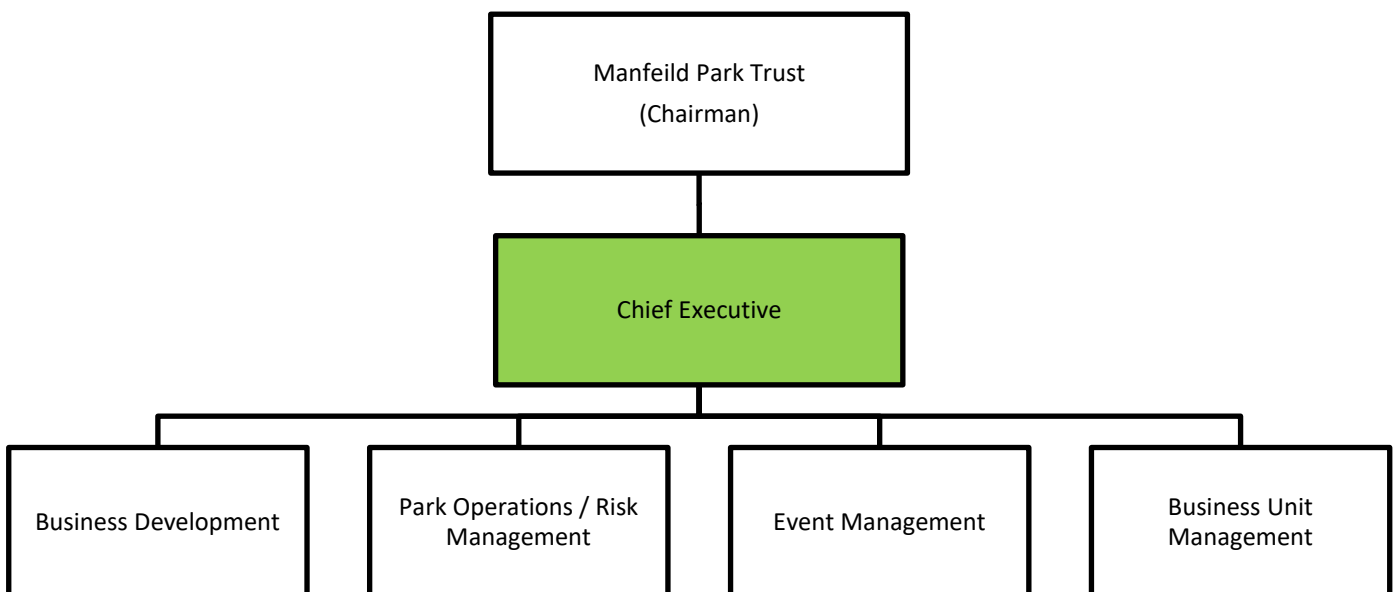 Manfeild Park Trust
(Chairman)
Chief Executive
Business Development
Park Operations / Risk
Management
Event Management
Business Unit
Management